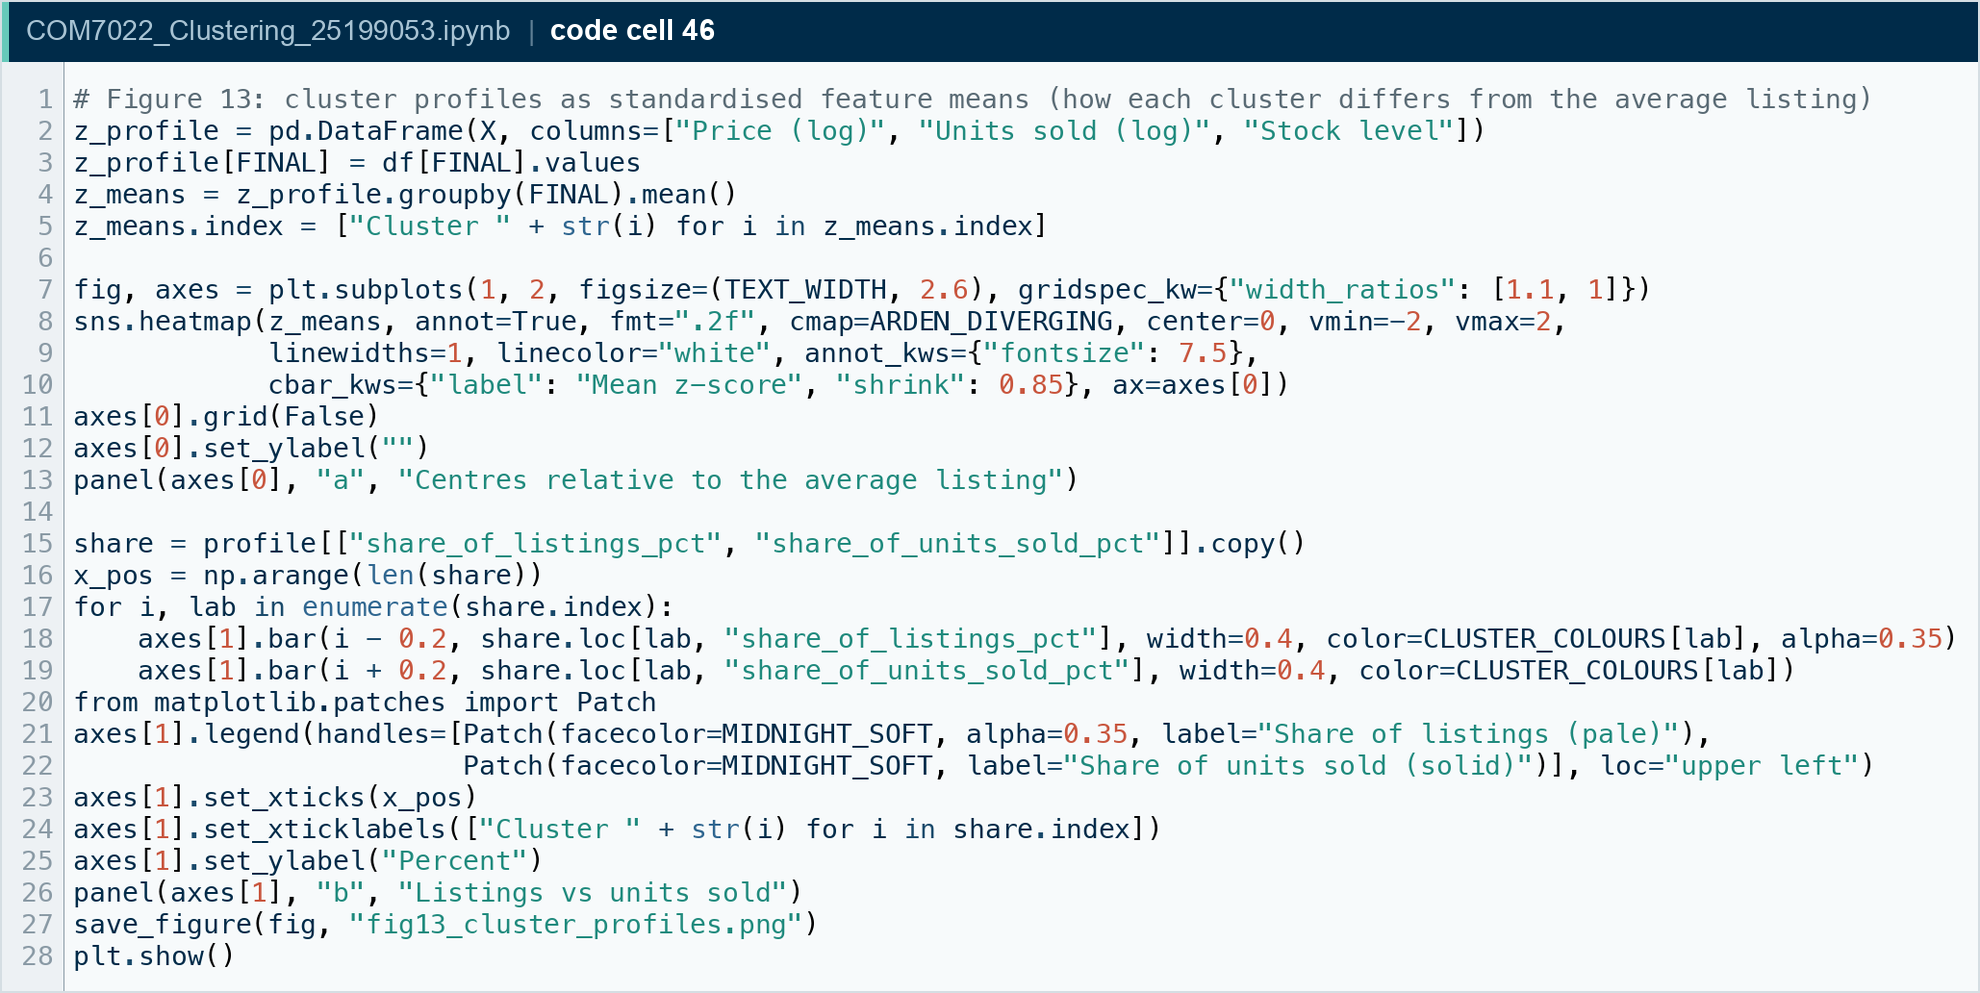 COM7022_Clustering_25199053.ipynb | code cell 46
1 # Figure 13: cluster profiles as standardised feature means (how each cluster differs from the average listing)
2 z_profile = pd.DataFrame(X, columns=["Price (log)", "Units sold (log)", "Stock level"])
3 z_profile[FINAL] = df[FINAL].values
4 z_means = z_profile.groupby(FINAL).mean()
5 z_means.index = ["Cluster " + str(i) for i in z_means.index]
6
7 fig, axes = plt.subplots(1, 2, figsize=(TEXT_WIDTH, 2.6), gridspec_kw={"width_ratios": [1.1, 1]})
8 sns.heatmap(z_means, annot=True, fmt=".2f", cmap=ARDEN_DIVERGING, center=0, vmin=−2, vmax=2,
9             linewidths=1, linecolor="white", annot_kws={"fontsize": 7.5},
10             cbar_kws={"label": "Mean z−score", "shrink": 0.85}, ax=axes[0])
11 axes[0].grid(False)
12 axes[0].set_ylabel("")
13 panel(axes[0], "a", "Centres relative to the average listing")
14
15 share = profile[["share_of_listings_pct", "share_of_units_sold_pct"]].copy()
16 x_pos = np.arange(len(share))
17 for i, lab in enumerate(share.index):
18     axes[1].bar(i − 0.2, share.loc[lab, "share_of_listings_pct"], width=0.4, color=CLUSTER_COLOURS[lab], alpha=0.35)
19     axes[1].bar(i + 0.2, share.loc[lab, "share_of_units_sold_pct"], width=0.4, color=CLUSTER_COLOURS[lab])
20 from matplotlib.patches import Patch
21 axes[1].legend(handles=[Patch(facecolor=MIDNIGHT_SOFT, alpha=0.35, label="Share of listings (pale)"),
22                         Patch(facecolor=MIDNIGHT_SOFT, label="Share of units sold (solid)")], loc="upper left")
23 axes[1].set_xticks(x_pos)
24 axes[1].set_xticklabels(["Cluster " + str(i) for i in share.index])
25 axes[1].set_ylabel("Percent")
26 panel(axes[1], "b", "Listings vs units sold")
27 save_figure(fig, "fig13_cluster_profiles.png")
28 plt.show()